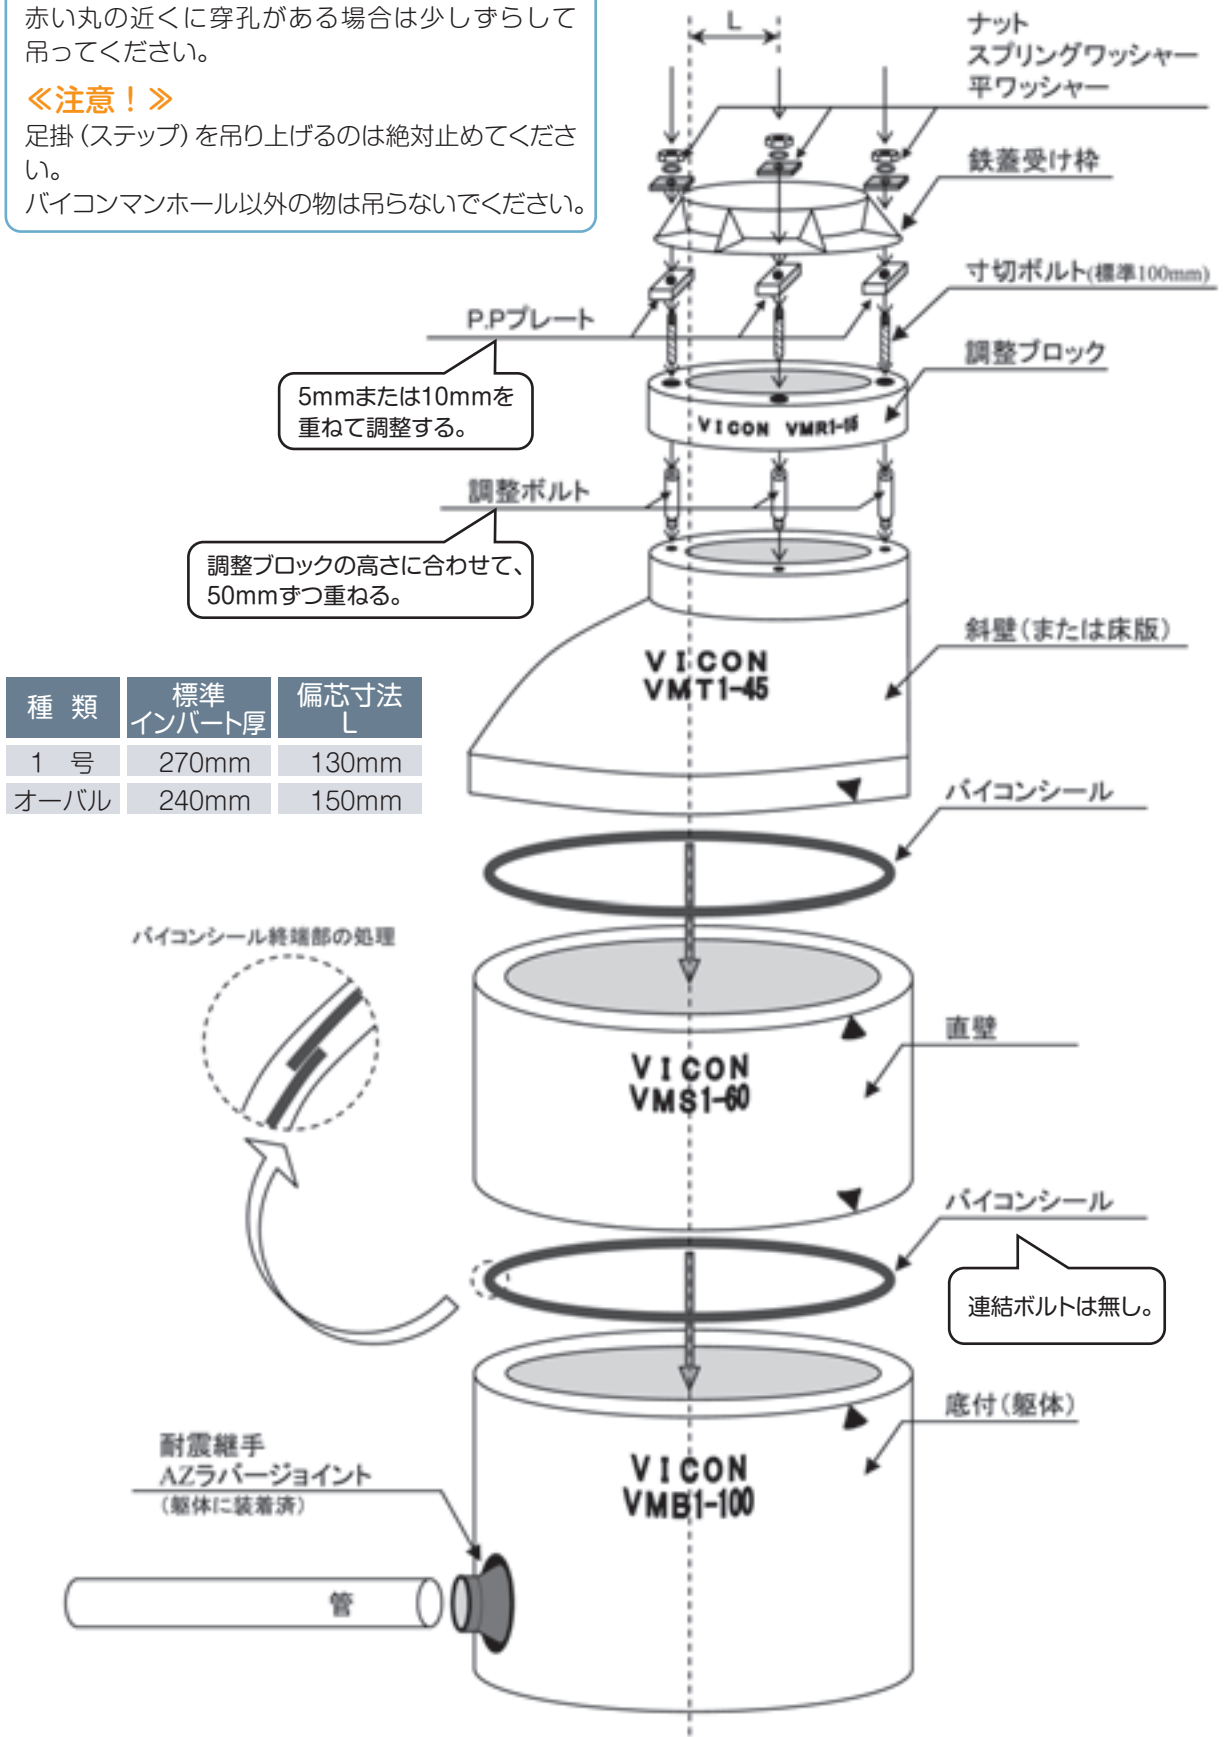 赤い丸の近くに穿孔がある場合は少しずらして
吊ってください。
≪注意！≫
足掛（ステップ）を吊り上げるのは絶対止めてくださ
い。
バイコンマンホール以外の物は吊らないでください。
L
ナット
スプリングワッシャー
平ワッシャー
鉄蓋受け枠
寸切ボルト(標準100mm)
P.Pプレート
5mmまたは10mmを
重ねて調整する。
調整ブロック
VICON VMR1-15
調整ボルト
調整ブロックの高さに合わせて、
50mmずつ重ねる。
斜壁(または床版)
VICON
VMT1-45
種 類 標準 インバート厚 偏芯寸法 L
1 号 270mm 130mm
オーバル 240mm 150mm
バイコンシール
バイコンシール終端部の処理
直壁
VICON
VMS1-60
バイコンシール
連結ボルトは無し。
底付(躯体)
VICON
VMB1-100
耐震継手
AZラバージョイント
(躯体に装着済)
管